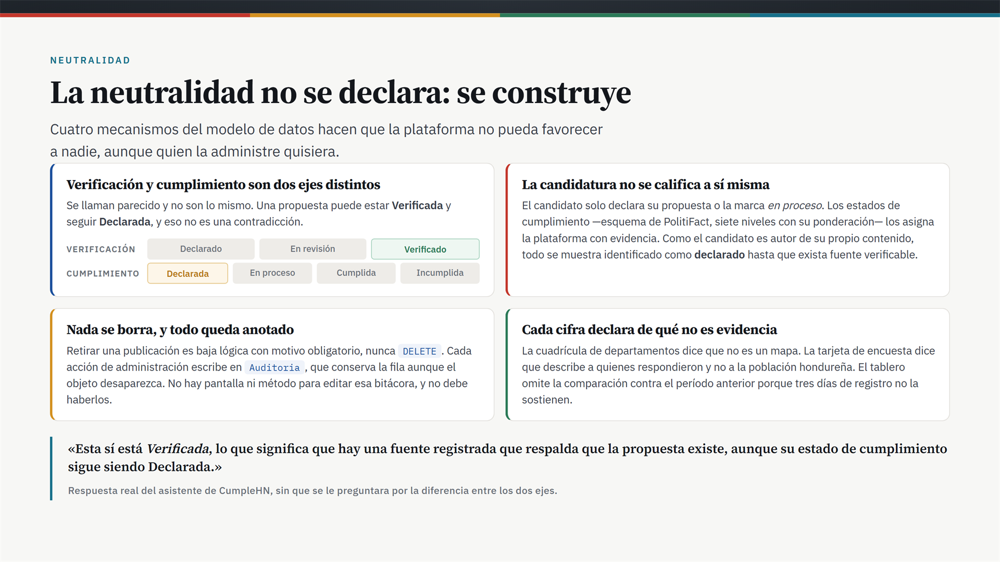 NEUTRALIDAD
La neutralidad no se declara: se construye
Cuatro mecanismos del modelo de datos hacen que la plataforma no pueda favorecer
a nadie, aunque quien la administre quisiera.
Verificación y cumplimiento son dos ejes distintos
Se llaman parecido y no son lo mismo. Una propuesta puede estar Verificada y
seguir Declarada, y eso no es una contradicción.
VERIFICACIÓN Declarado En revisión Verificado
CUMPLIMIENTO Declarada En proceso Cumplida Incumplida
La candidatura no se califica a sí misma
El candidato solo declara su propuesta o la marca en proceso. Los estados de
cumplimiento —esquema de PolitiFact, siete niveles con su ponderación— los asigna
la plataforma con evidencia. Como el candidato es autor de su propio contenido,
todo se muestra identificado como declarado hasta que exista fuente verificable.
Nada se borra, y todo queda anotado
Retirar una publicación es baja lógica con motivo obligatorio, nunca DELETE. Cada
acción de administración escribe en Auditoria, que conserva la fila aunque el
objeto desaparezca. No hay pantalla ni método para editar esa bitácora, y no debe
haberlos.
Cada cifra declara de qué no es evidencia
La cuadrícula de departamentos dice que no es un mapa. La tarjeta de encuesta dice
que describe a quienes respondieron y no a la población hondureña. El tablero
omite la comparación contra el período anterior porque tres días de registro no la
sostienen.
«Esta sí está Verificada, lo que significa que hay una fuente registrada que respalda que la propuesta existe, aunque su estado de cumplimiento
sigue siendo Declarada.»
Respuesta real del asistente de CumpleHN, sin que se le preguntara por la diferencia entre los dos ejes.